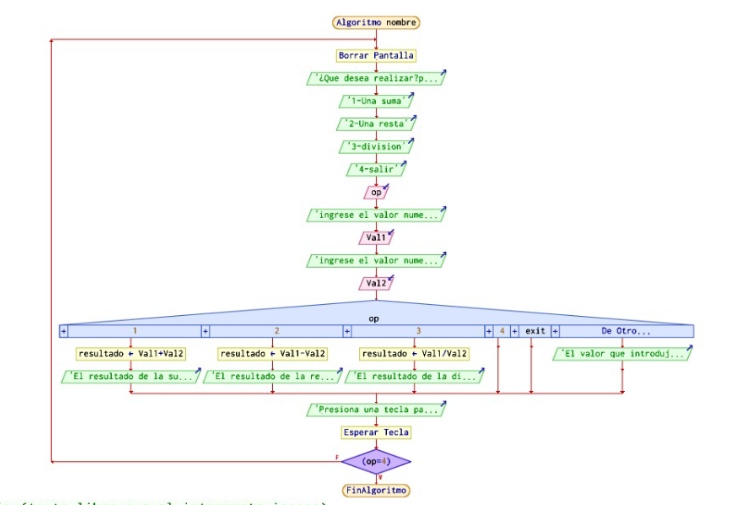 Algoritmo nombre
Borrar Pantalla
'¿Que desea realizar?p...
'1-Una suma'
'2-Una resta'
'3-division'
'4-salir'
op
'ingrese el valor nume...
Val1
'ingrese el valor nume...
Val2
op
+ 1 + 2 + 3 + 4 + exit + De Otro...
resultado ← Val1+Val2 resultado ← Val1-Val2 resultado ← Val1/Val2 'El valor que introduj...
'El resultado de la su... 'El resultado de la re... 'El resultado de la di...
'Presiona una tecla pa...
Esperar Tecla
F (op=4)
V
FinAlgoritmo